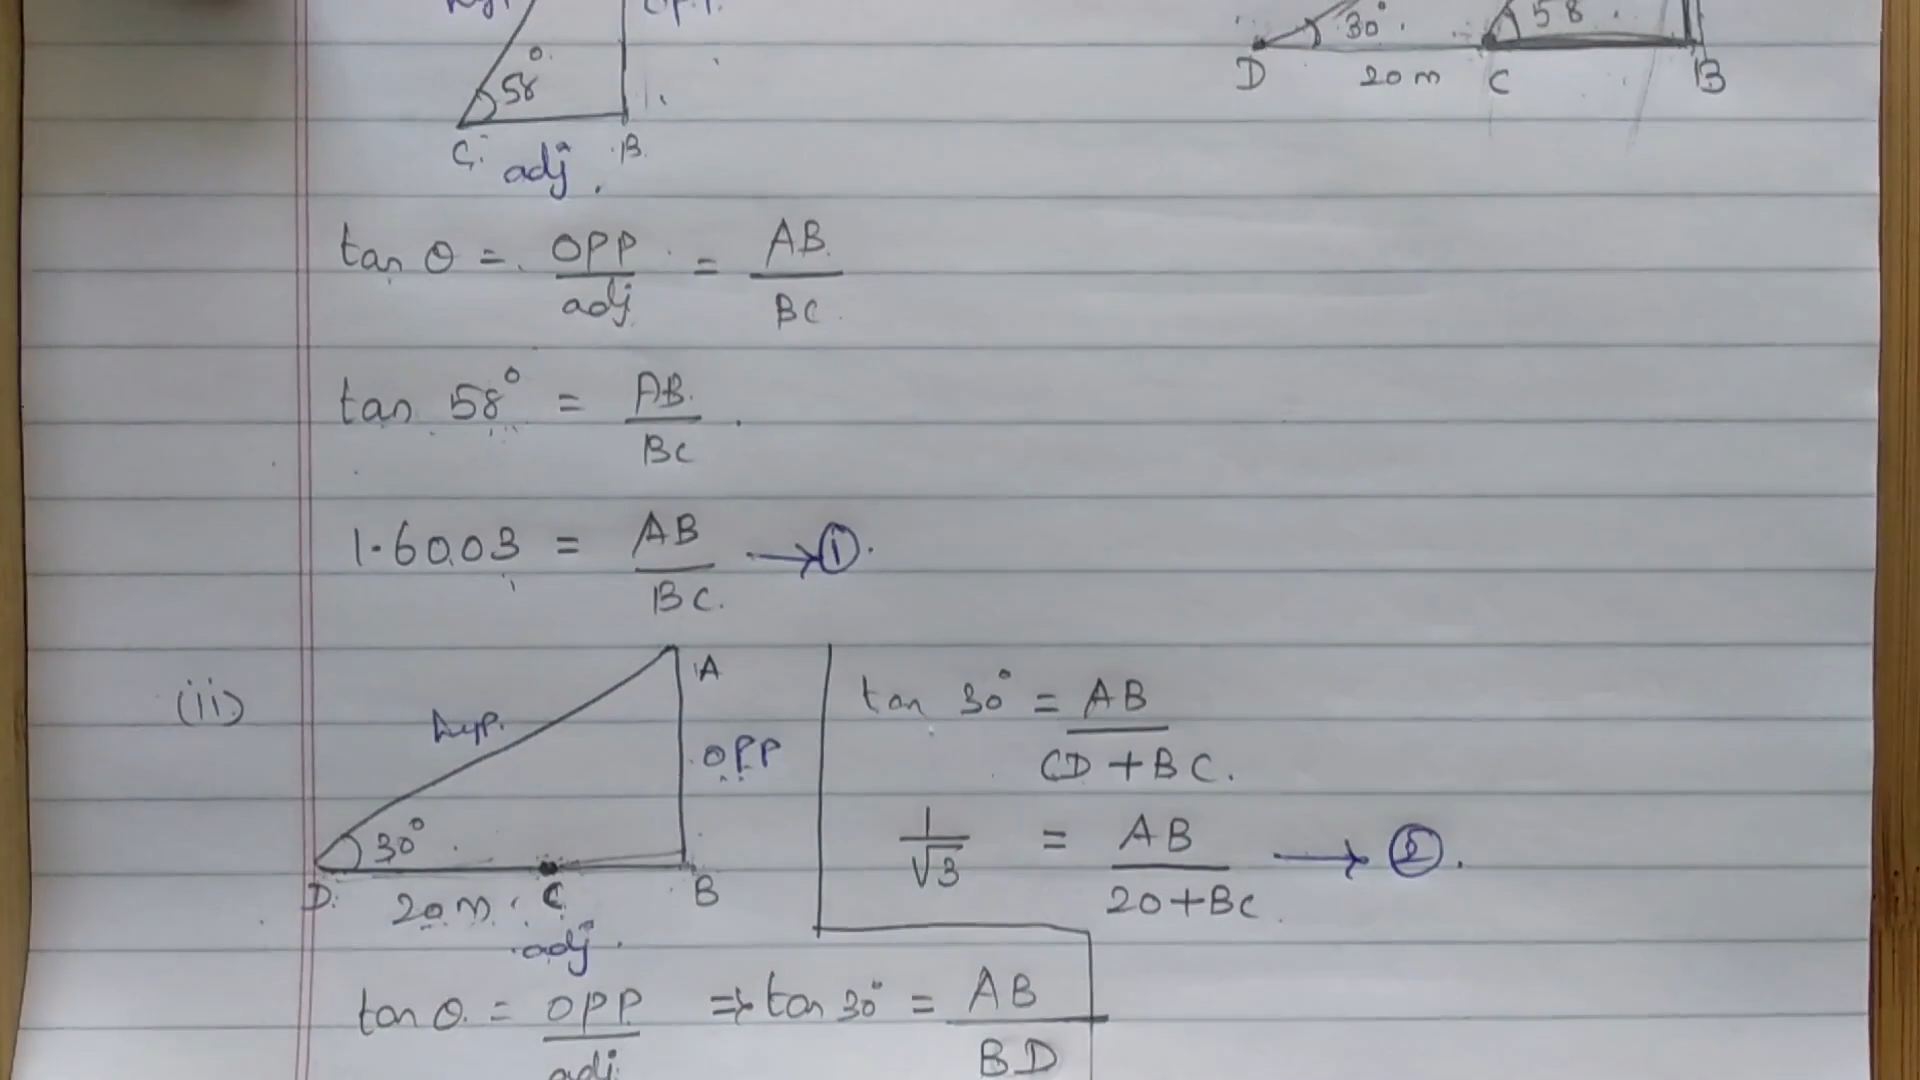 58°
C. adj. B.
30° 58
D 20 m C B
tan θ = opp/adj = AB/BC
tan 58° = AB/BC
1.6003 = AB/BC → ①
(ii)
A
hyp.
opp
30°
D 20 m C B
adj
tan 30° = AB/CD+BC
1/√3 = AB/20+BC → ②
tan θ = opp/adj ⇒ tan 30° = AB/BD